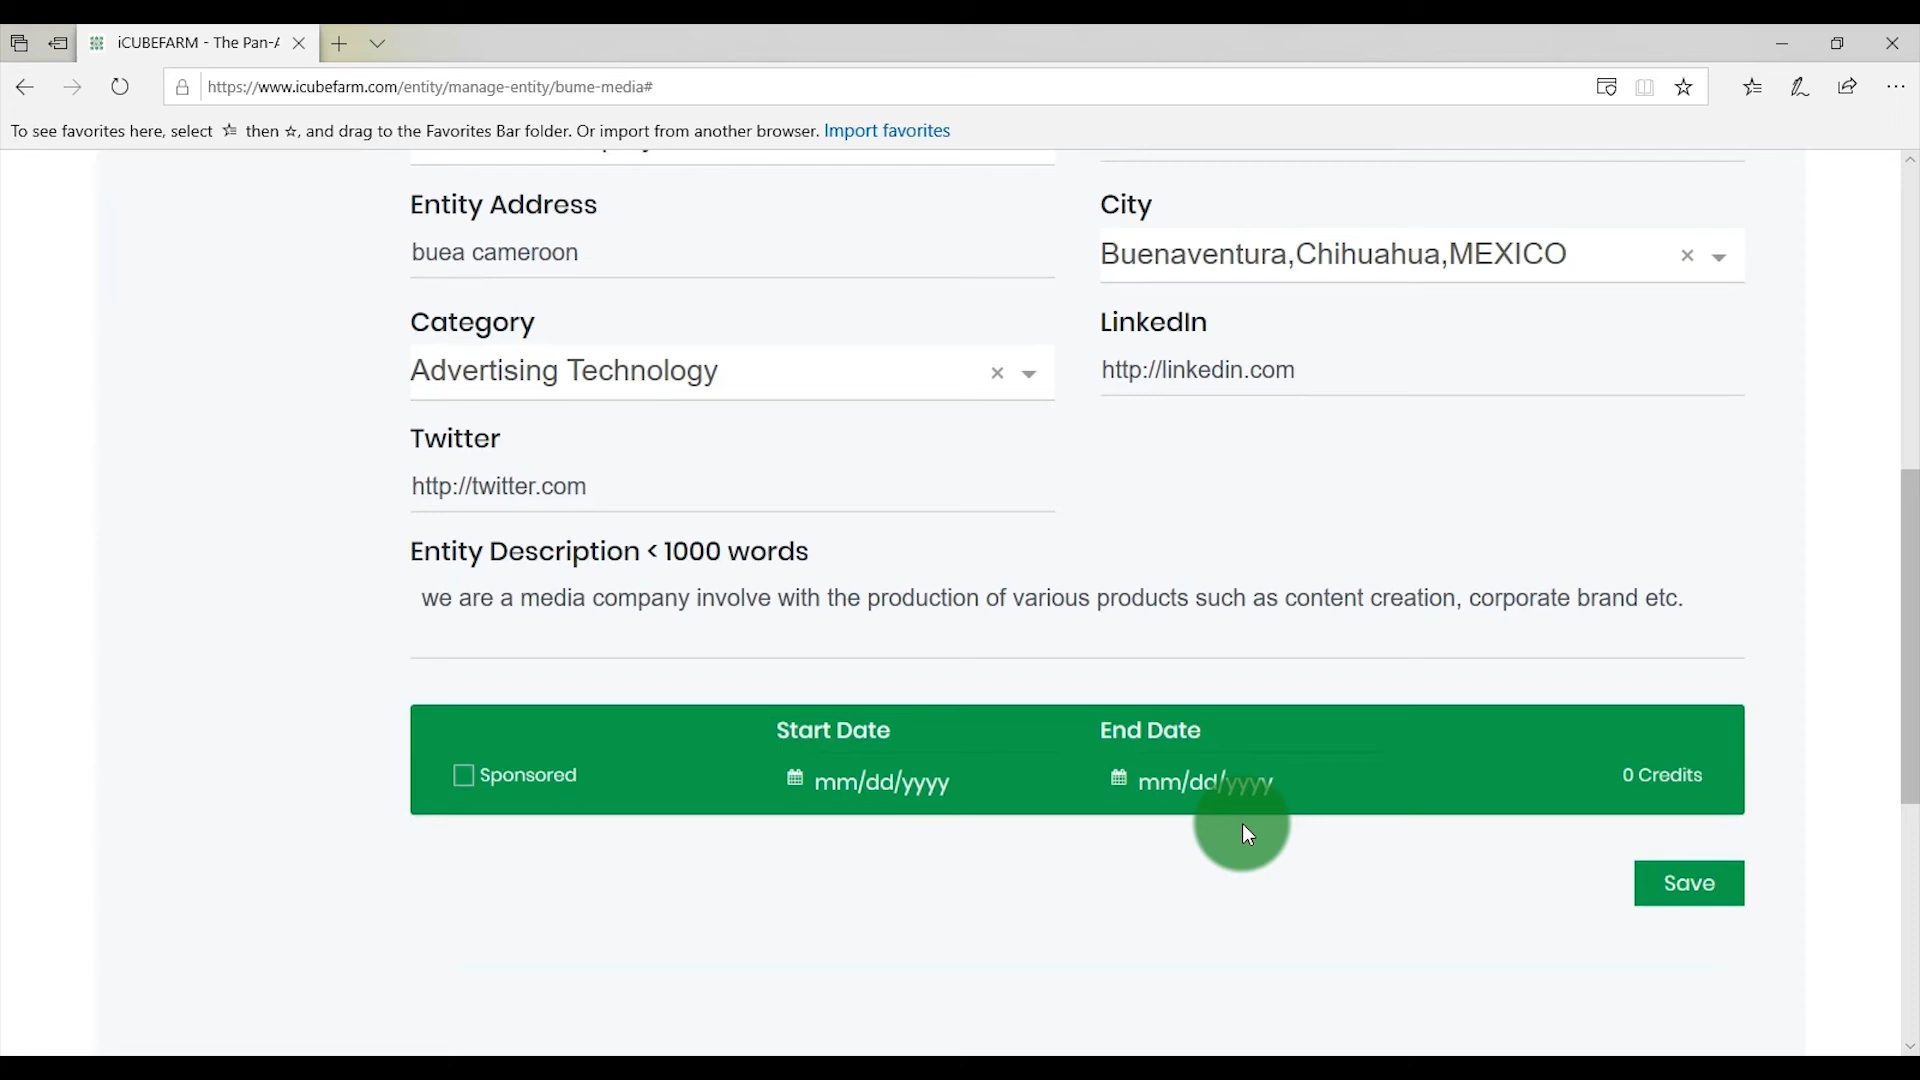 iCUBEFARM - The Pan-A
https://www.icubefarm.com/entity/manage-entity/bume-media#
To see favorites here, select then and drag to the Favorites Bar folder. Or import from another browser. Import favorites
Entity Address
City
buea cameroon
Buenaventura,Chihuahua,MEXICO
Category
LinkedIn
Advertising Technology
http://linkedin.com
Twitter
http://twitter.com
Entity Description < 1000 words
we are a media company involve with the production of various products such as content creation, corporate brand etc.
Start Date
End Date
Sponsored
mm/dd/yyyy
mm/dd/yyyy
0 Credits
Save